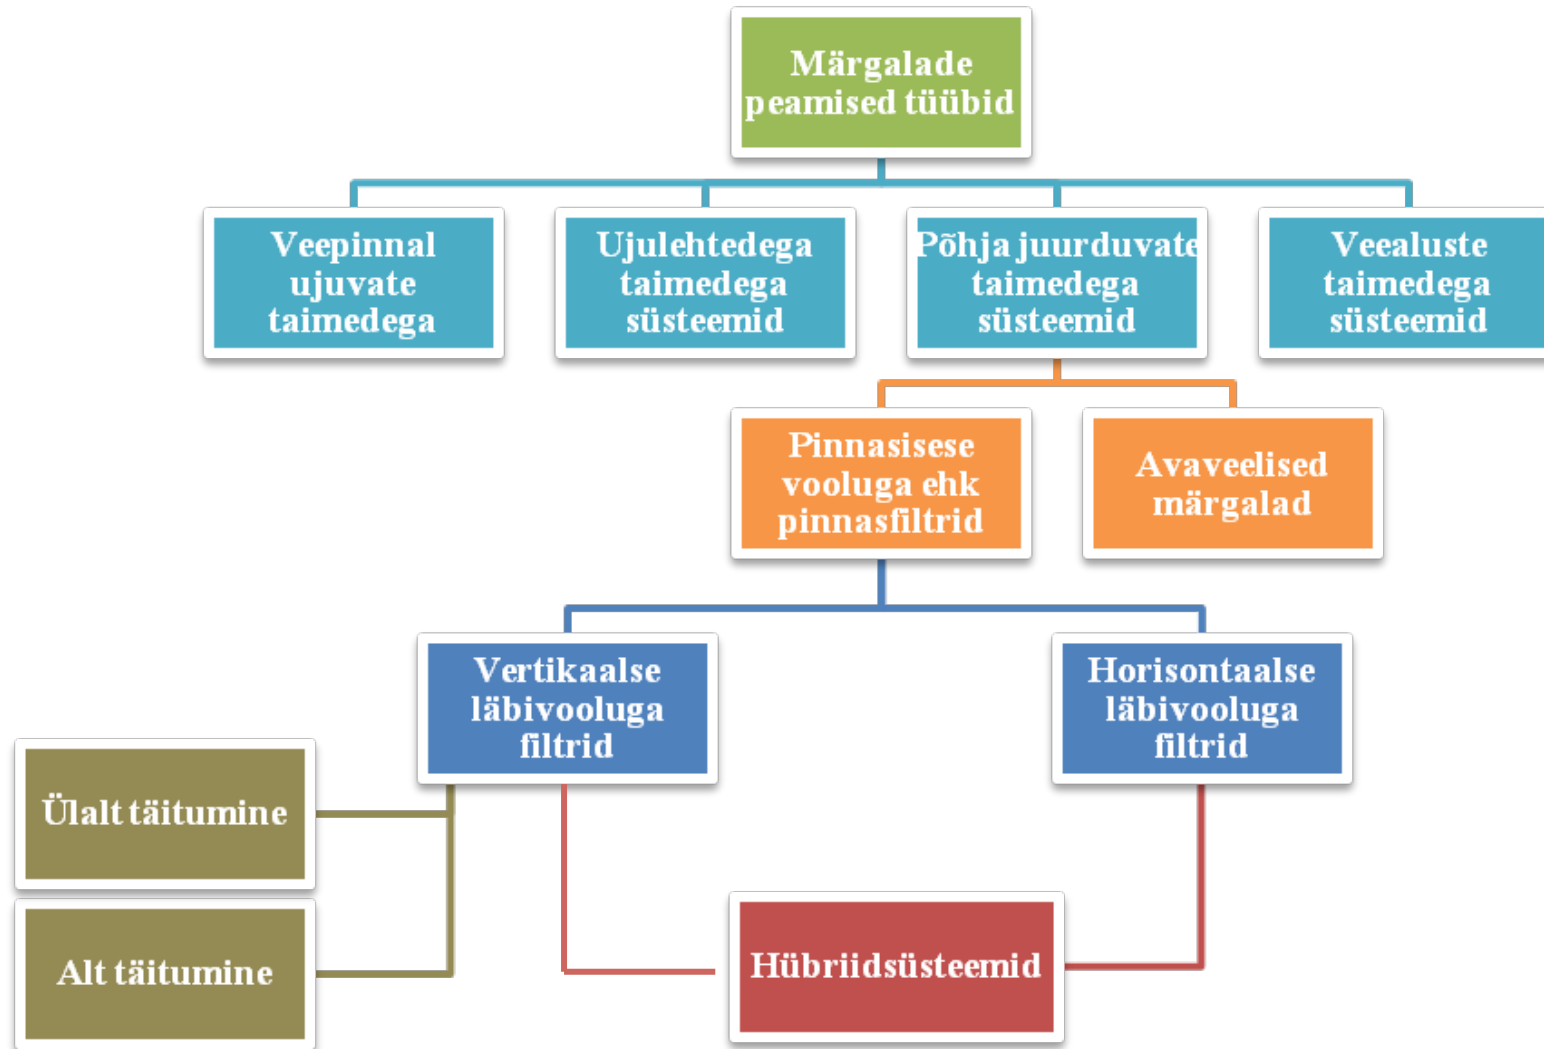 Märgalade
peamised tüübid
Veepinnal
ujuvate
taimedega
Ujulehtedega
taimedega
süsteemid
Põhja juurduvate
taimedega
süsteemid
Veealuste
taimedega
süsteemid
Pinnasisese
vooluga ehk
pinnasfiltrid
Avaveelised
märgalad
Vertikaalse
läbivooluga
filtrid
Horisontaalse
läbivooluga
filtrid
Ülalt täitumine
Alt täitumine
Hübriidsüsteemid